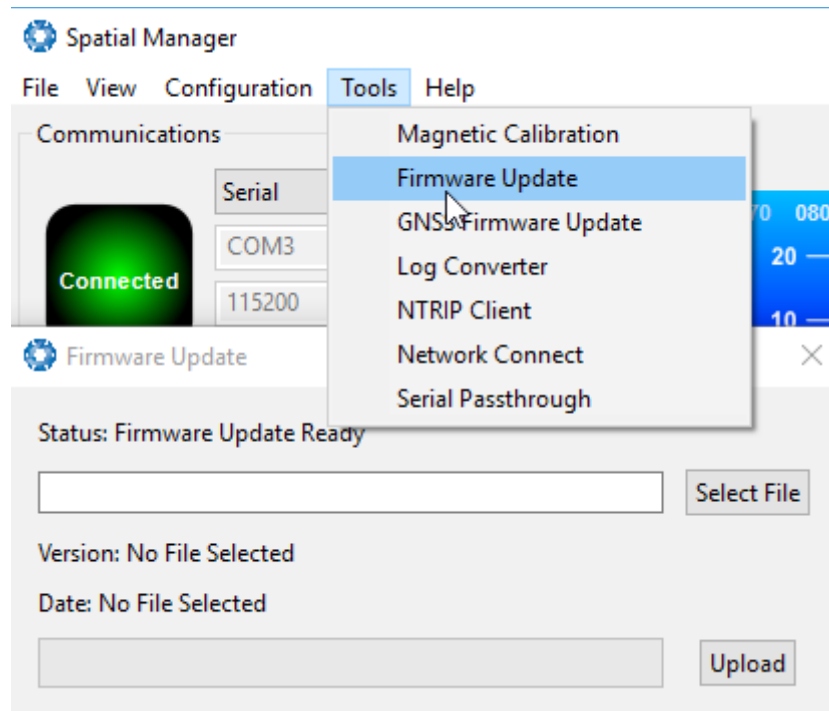 Spatial Manager
File View Configuration Tools Help
Communications
Magnetic Calibration
Firmware Update
GNSS Firmware Update
Log Converter
NTRIP Client
Network Connect
Serial Passthrough
Serial
COM3
115200
Connected
080
20
10
Firmware Update
Status: Firmware Update Ready
Select File
Version: No File Selected
Date: No File Selected
Upload